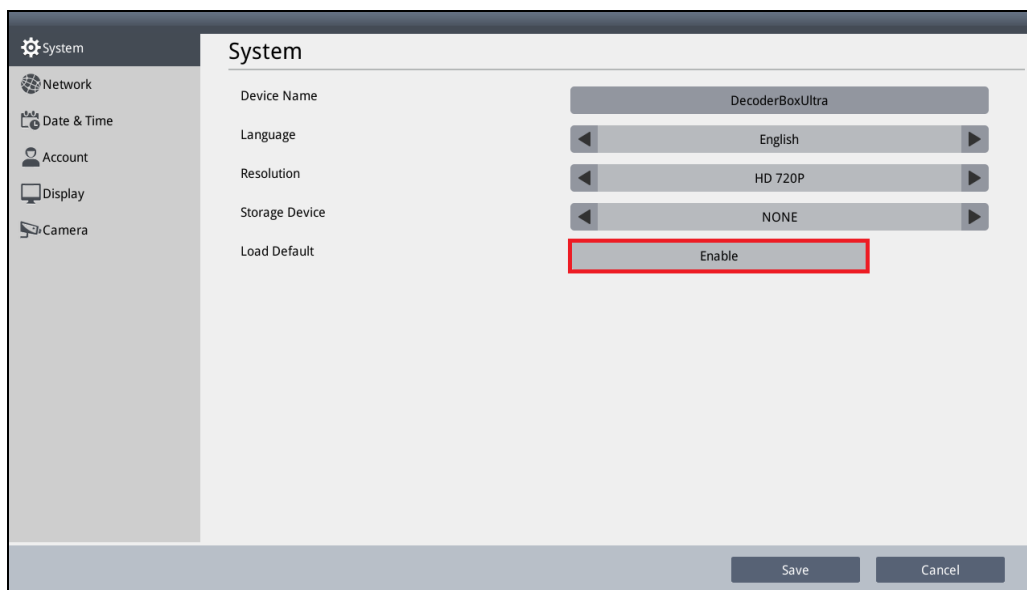 System
Network
Date & Time
Account
Display
Camera
System
Device Name DecoderBoxUltra
Language English
Resolution HD 720P
Storage Device NONE
Load Default Enable
Save Cancel